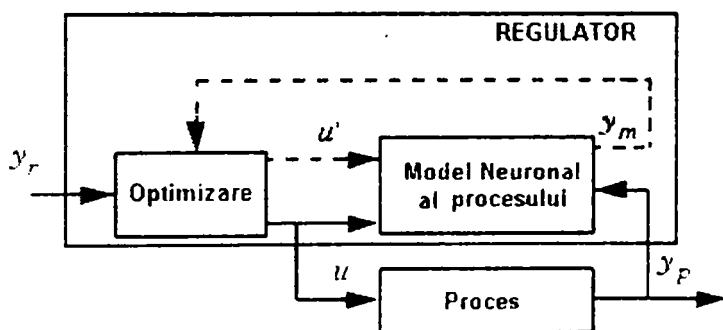 REGULATOR
y_m
u'
y_r
Optimizare
Model Neuronal
al procesului
u
y_p
Proces